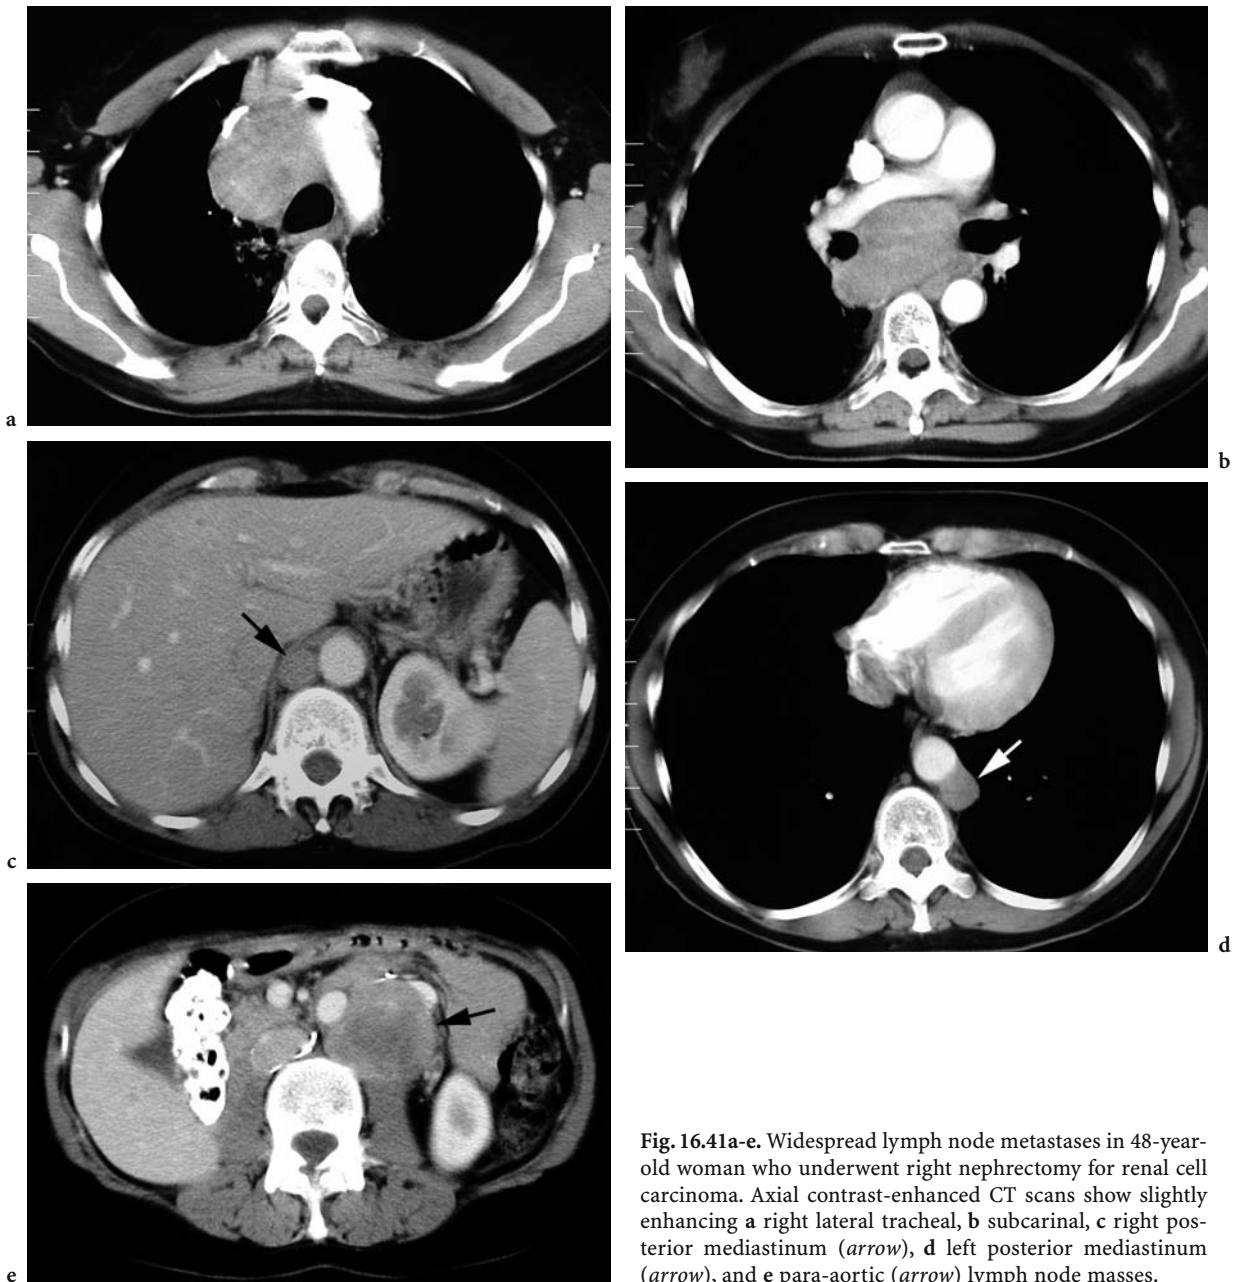 a
b
c
d
e
Fig. 16.41a-e. Widespread lymph node metastases in 48-year-
old woman who underwent right nephrectomy for renal cell
carcinoma. Axial contrast-enhanced CT scans show slightly
enhancing a right lateral tracheal, b subcarinal, c right pos-
terior mediastinum (arrow), d left posterior mediastinum
(arrow), and e para-aortic (arrow) lymph node masses.